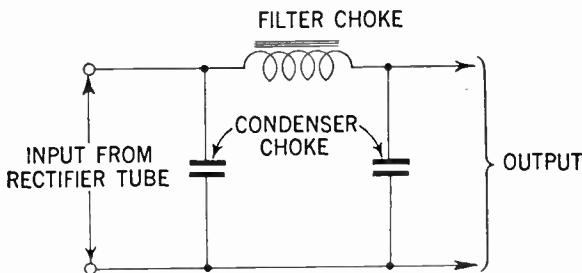 FILTER CHOKE
CONDENSER
CHOKE
INPUT FROM
RECTIFIER TUBE
OUTPUT